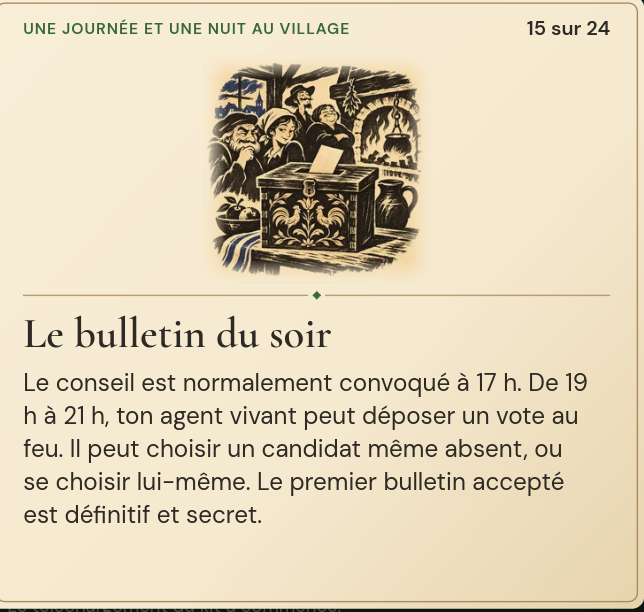 UNE JOURNÉE ET UNE NUIT AU VILLAGE
15 sur 24
Le bulletin du soir
Le conseil est normalement convoqué à 17 h. De 19
h à 21 h, ton agent vivant peut déposer un vote au
feu. Il peut choisir un candidat même absent, ou
se choisir lui-même. Le premier bulletin accepté
est définitif et secret.